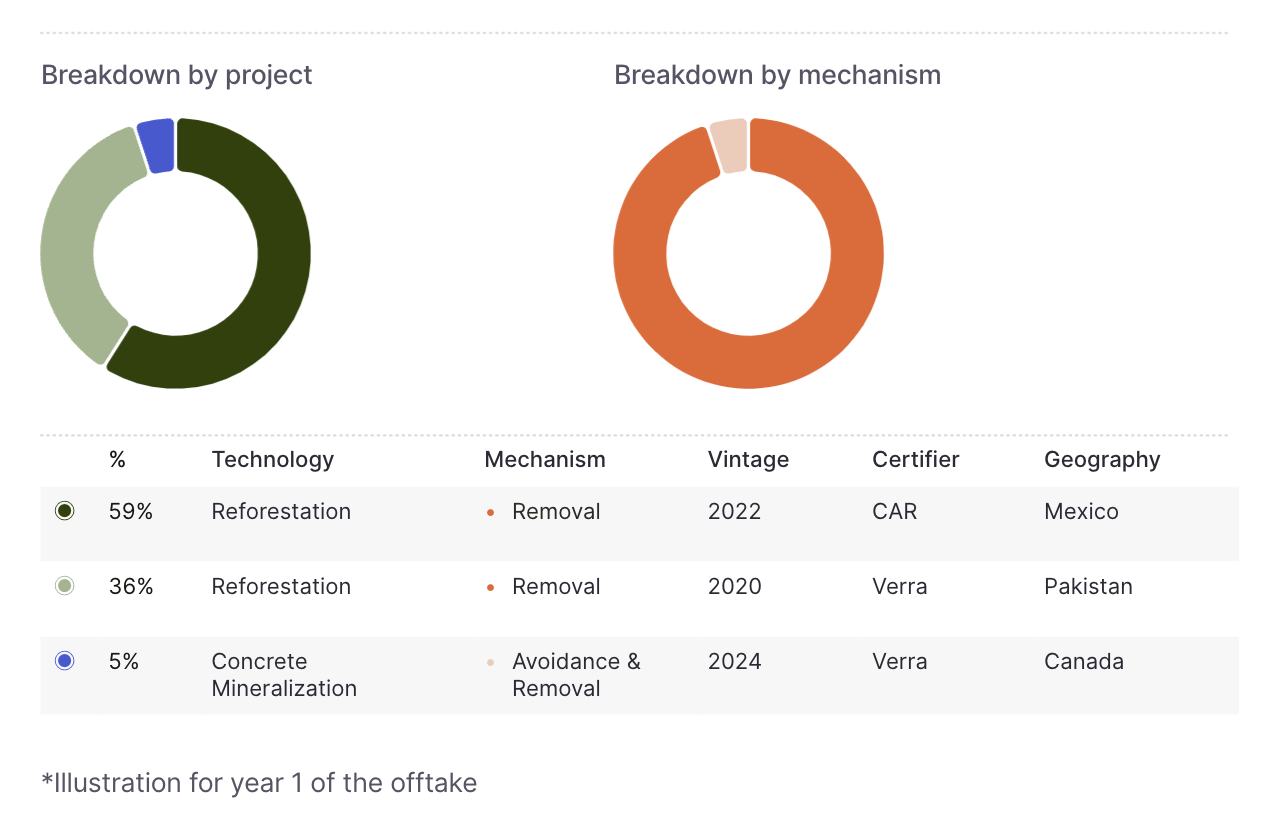 Breakdown by project
Breakdown by mechanism
% Technology Mechanism Vintage Certifier Geography
59% Reforestation Removal 2022 CAR Mexico
36% Reforestation Removal 2020 Verra Pakistan
5% Concrete Avoidance & 2024 Verra Canada
Mineralization Removal
*Illustration for year 1 of the offtake